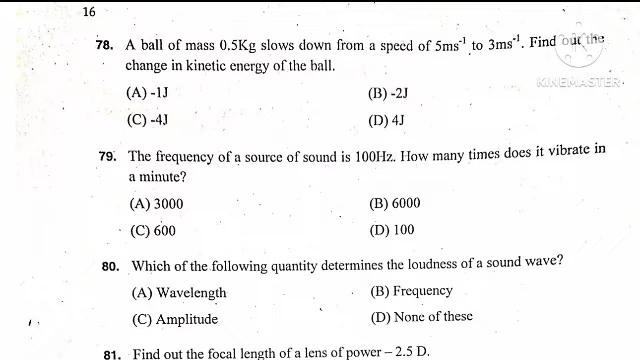 16
78. A ball of mass 0.5Kg slows down from a speed of 5ms⁻¹ to 3ms⁻¹. Find out the
change in kinetic energy of the ball.
(A) -1J (B) -2J
(C) -4J (D) 4J
KINEMASTER
79. The frequency of a source of sound is 100Hz. How many times does it vibrate in
a minute?
(A) 3000 (B) 6000
(C) 600 (D) 100
80. Which of the following quantity determines the loudness of a sound wave?
(A) Wavelength (B) Frequency
(C) Amplitude (D) None of these
81. Find out the focal length of a lens of power – 2.5 D.